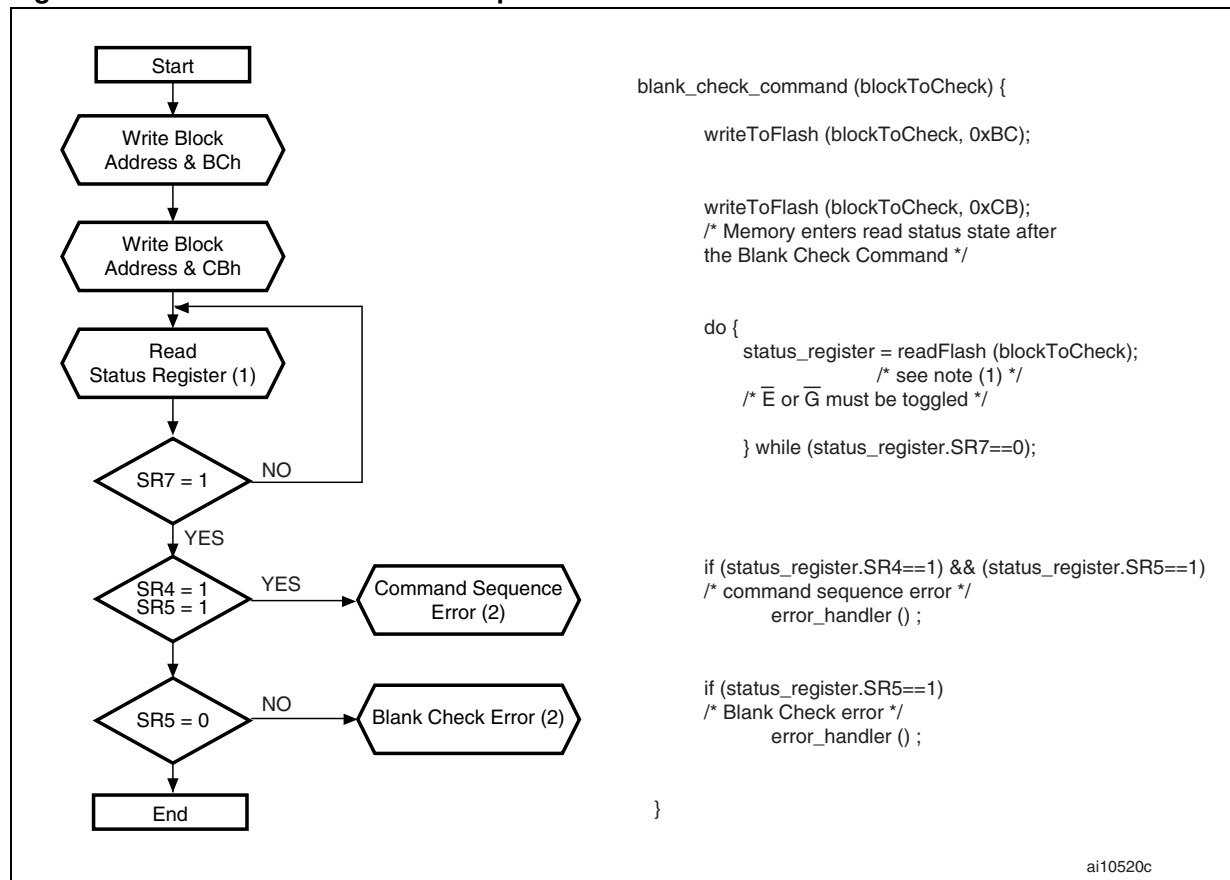 Start
Write Block
Address & BCh
Write Block
Address & CBh
Read
Status Register (1)
SR7 = 1
NO
YES
SR4 = 1
SR5 = 1
YES
Command Sequence
Error (2)
SR5 = 0
NO
Blank Check Error (2)
End
blank_check_command (blockToCheck) {
writeToFlash (blockToCheck, 0xBC);
writeToFlash (blockToCheck, 0xCB);
/* Memory enters read status state after
the Blank Check Command */
do {
status_register = readFlash (blockToCheck);
/* see note (1) */
/* E̅ or G̅ must be toggled */
} while (status_register.SR7==0);
if (status_register.SR4==1) && (status_register.SR5==1)
/* command sequence error */
error_handler () ;
if (status_register.SR5==1)
/* Blank Check error */
error_handler () ;
}
ai10520c